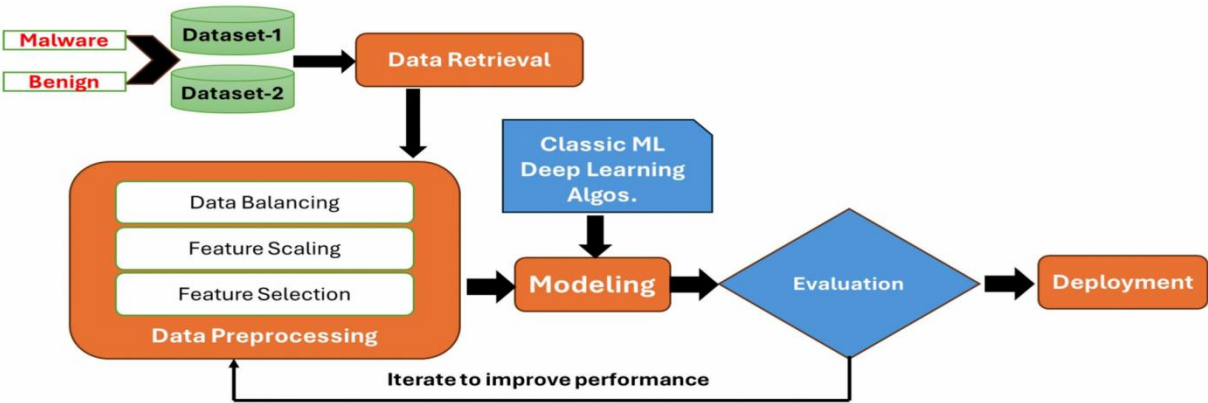 Malware
Benign
Dataset-1
Dataset-2
Data Retrieval
Classic ML
Deep Learning
Algos.
Data Balancing
Feature Scaling
Feature Selection
Data Preprocessing
Modeling
Evaluation
Deployment
Iterate to improve performance